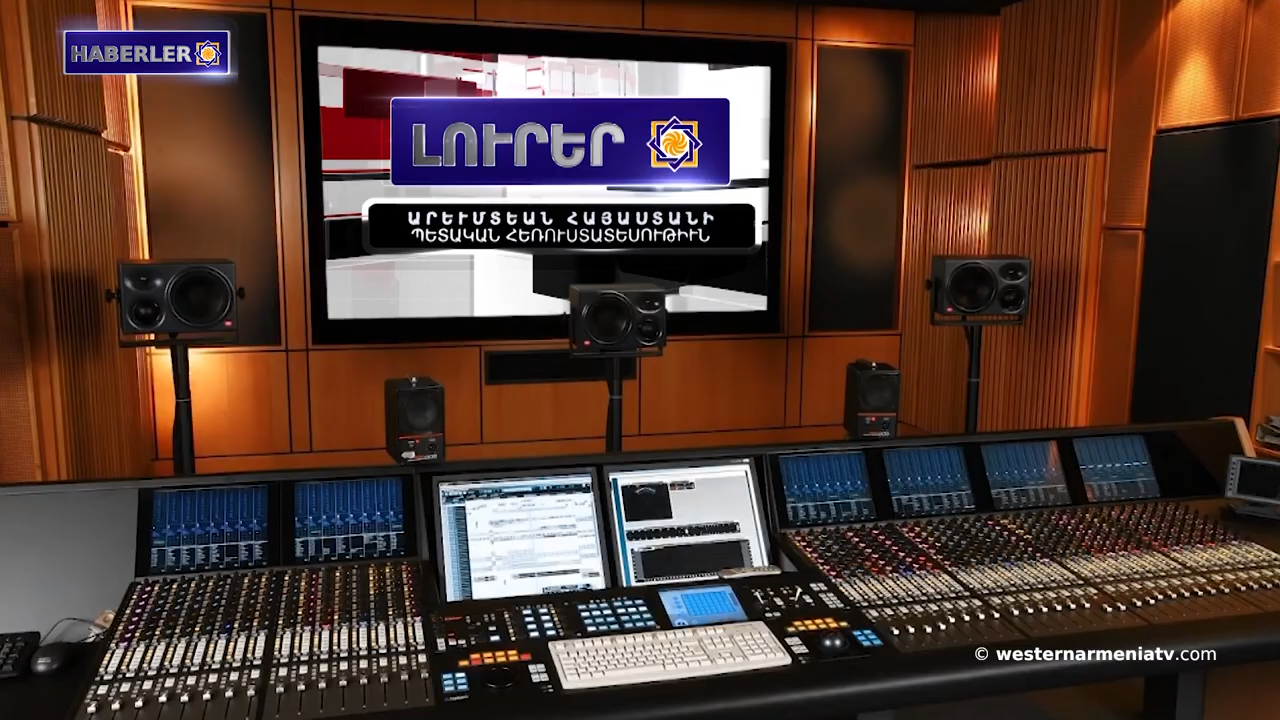 HABERLER
ԼՈՒՐԵՐ
ԱՐԵՒՄՏԵԱՆ ՀԱՅԱՍՏԱՆԻ
ՊԵՏԱԿԱՆ ՀԵՌՈՒՍՏԱՏԵՍՈՒԹԻՒՆ
© westernarmeniatv.com